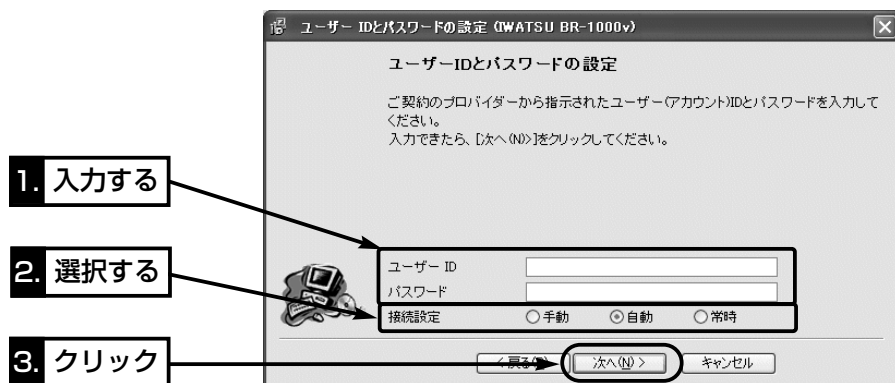 ユーザー IDとパスワードの設定 (IWATSU BR-1000v)
ユーザーIDとパスワードの設定
ご契約のプロバイダーから指示されたユーザー(アカウント)IDとパスワードを入力して
ください。
入力できたら、[次へ(N)>]をクリックしてください。
1. 入力する
2. 選択する
ユーザー ID
パスワード
接続設定 手動 自動 常時
3. クリック
< 戻る 次へ(N) > キャンセル